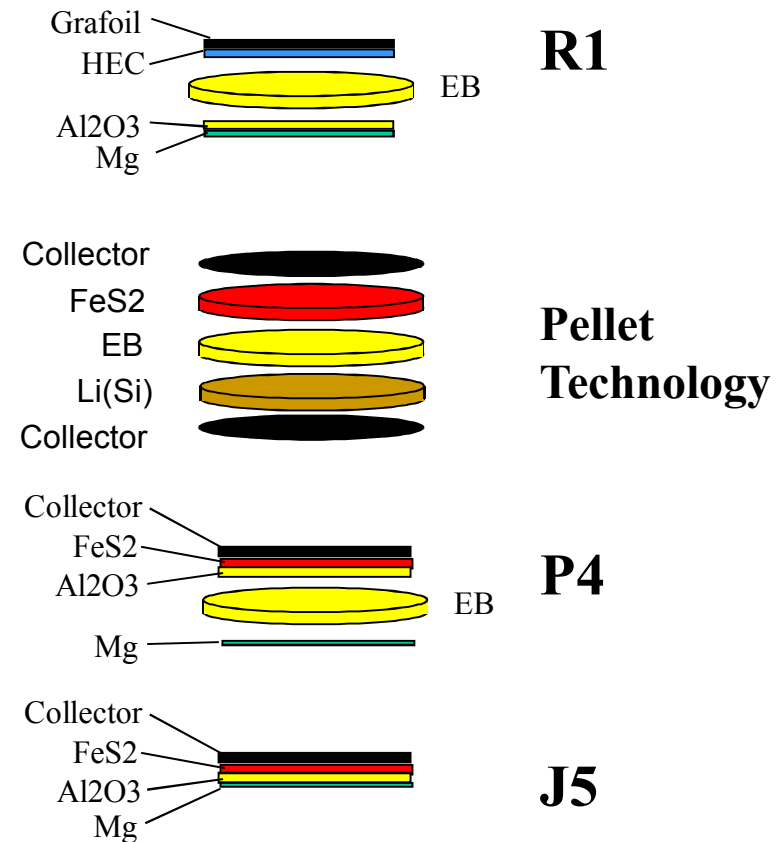 Grafoil
HEC
EB
Al2O3
Mg
R1
Collector
FeS2
EB
Li(Si)
Collector
Pellet
Technology
Collector
FeS2
Al2O3
EB
Mg
P4
Collector
FeS2
Al2O3
Mg
J5